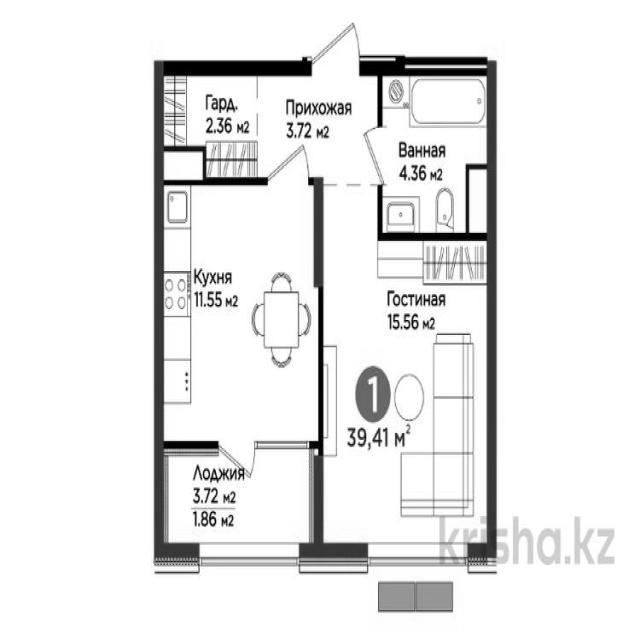 Гард.
2.36 м2
Прихожая
3.72 м2
Ванная
4.36 м2
Кухня
11.55 м2
Гостиная
15.56 м2
1
39,41 м2
Лоджия
3.72 м2
1.86 м2
krisha.kz